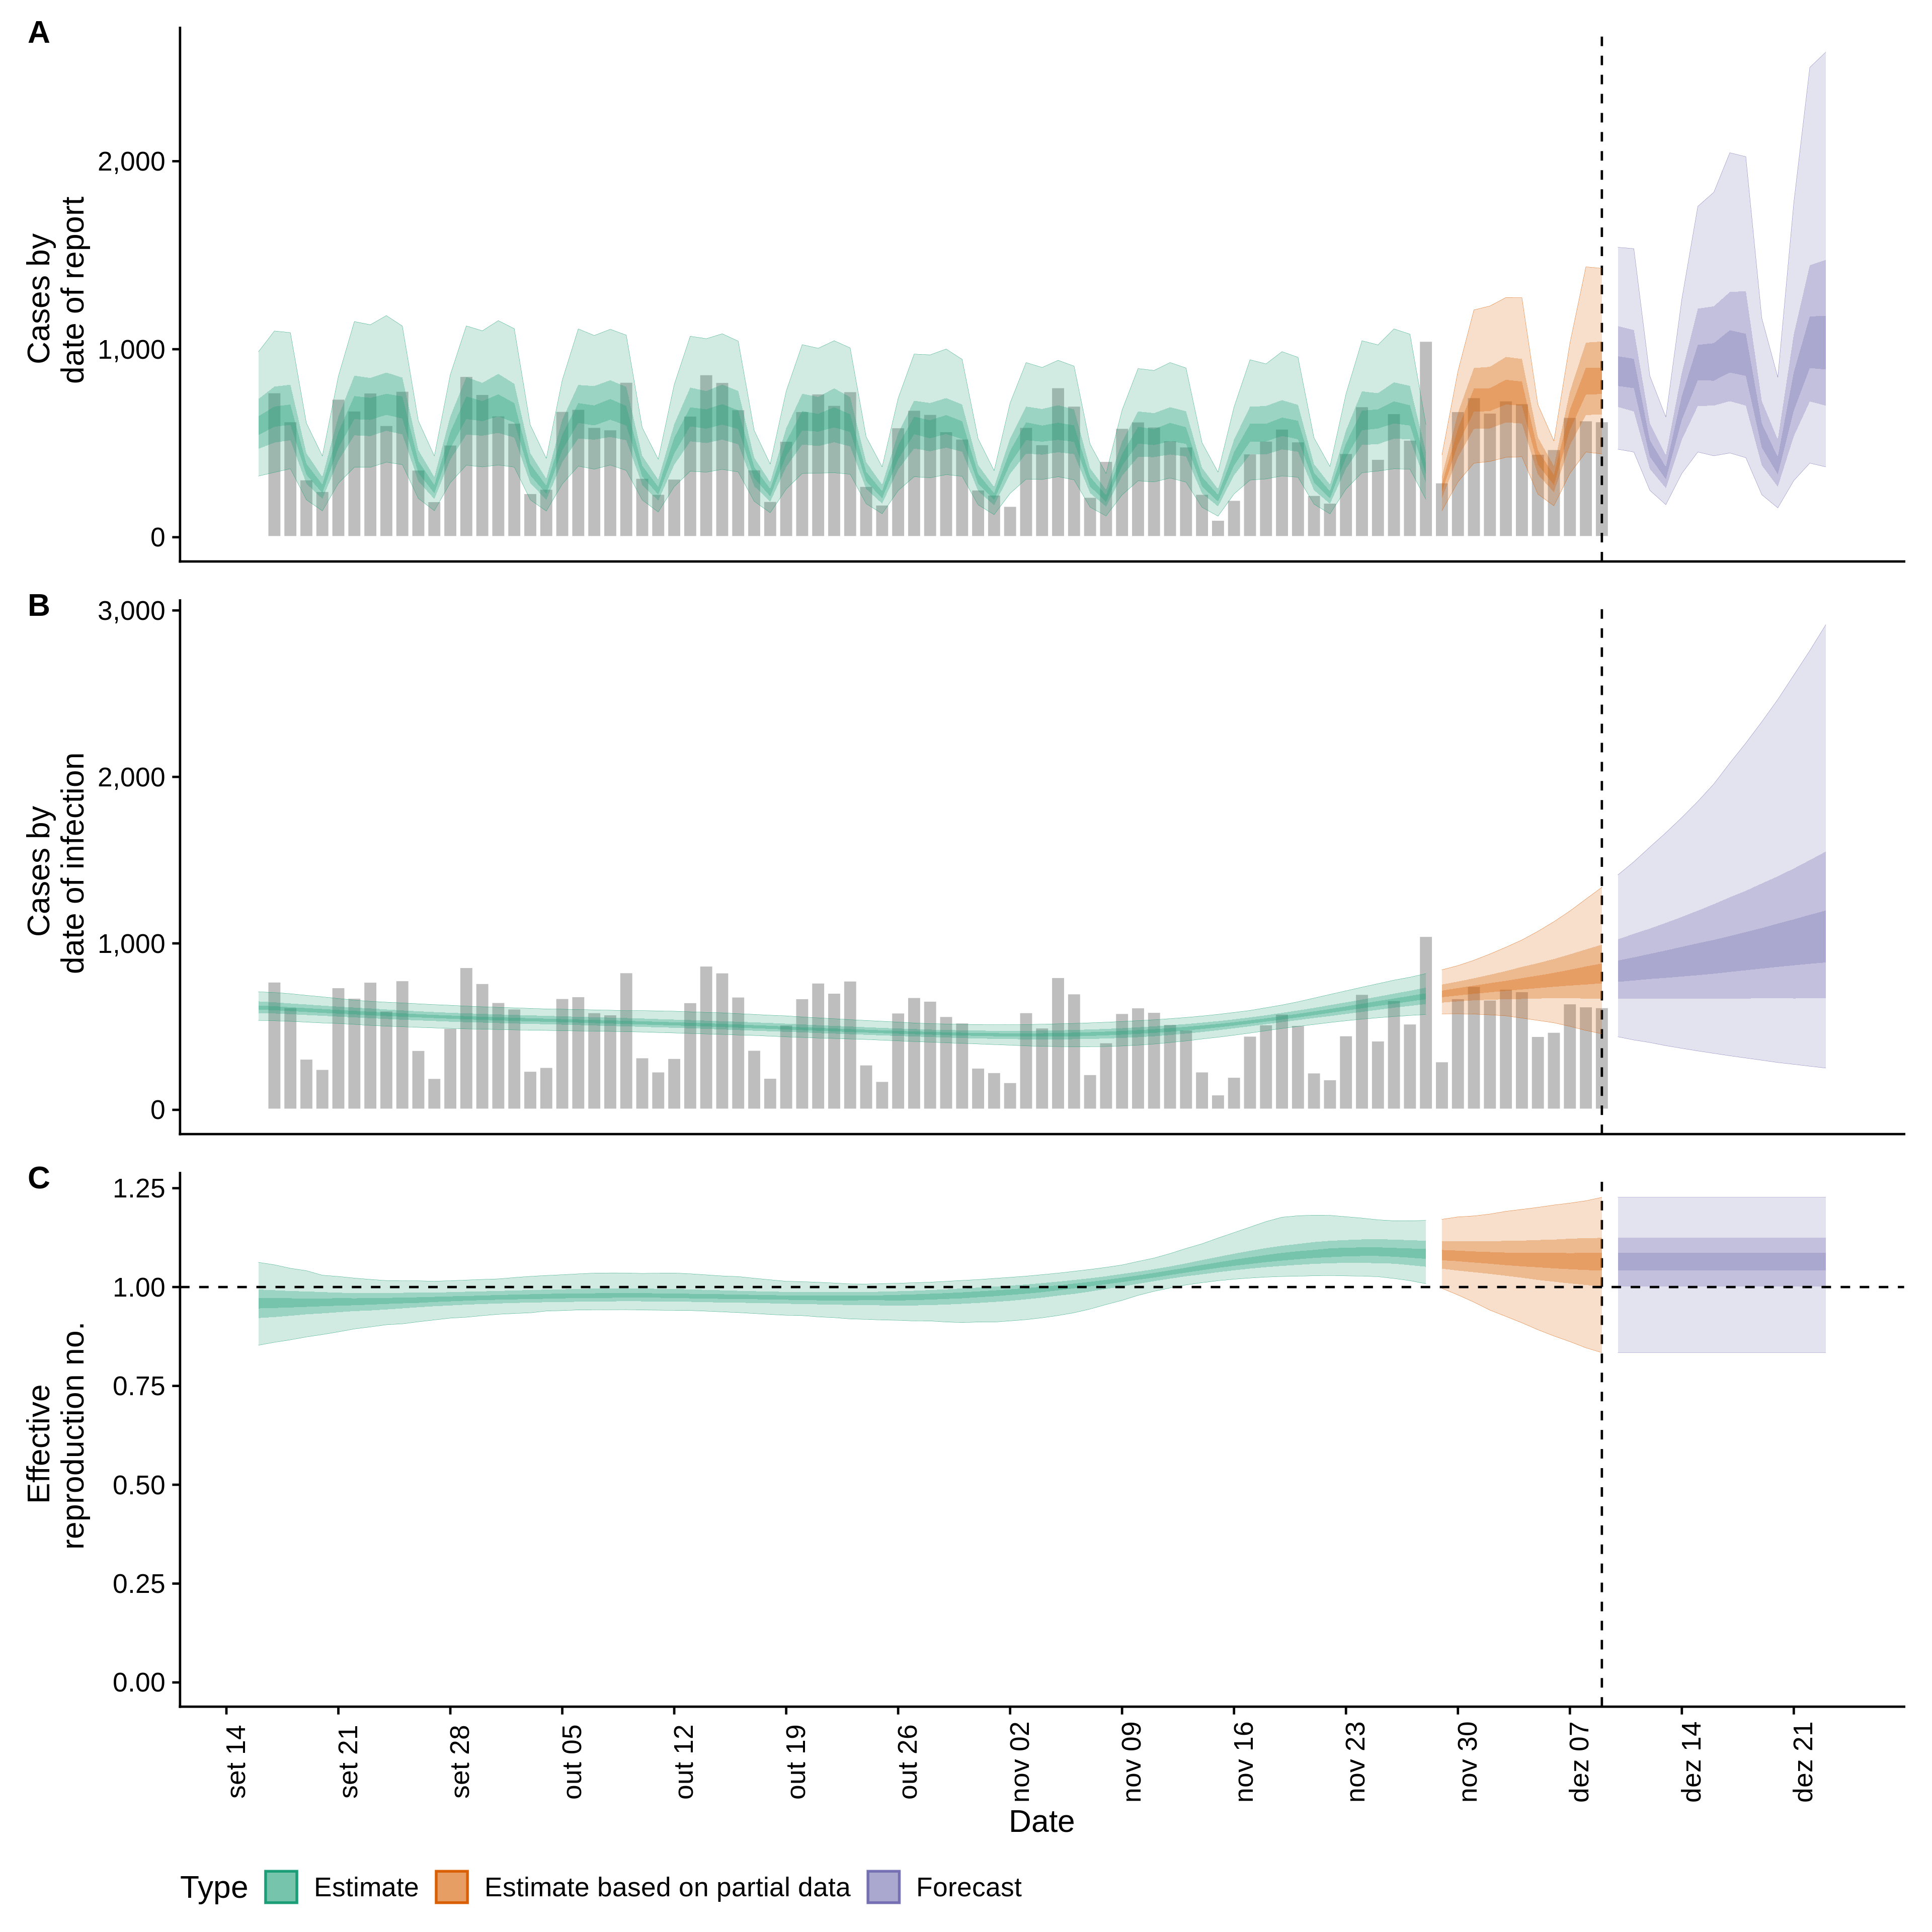 A
Cases by
date of report
2,000
1,000
0
B
Cases by
date of infection
3,000
2,000
1,000
0
C
Effective
reproduction no.
1.25
1.00
0.75
0.50
0.25
0.00
set 14
set 21
set 28
out 05
out 12
out 19
out 26
nov 02
nov 09
nov 16
nov 23
nov 30
dez 07
dez 14
dez 21
Date
Type Estimate Estimate based on partial data Forecast